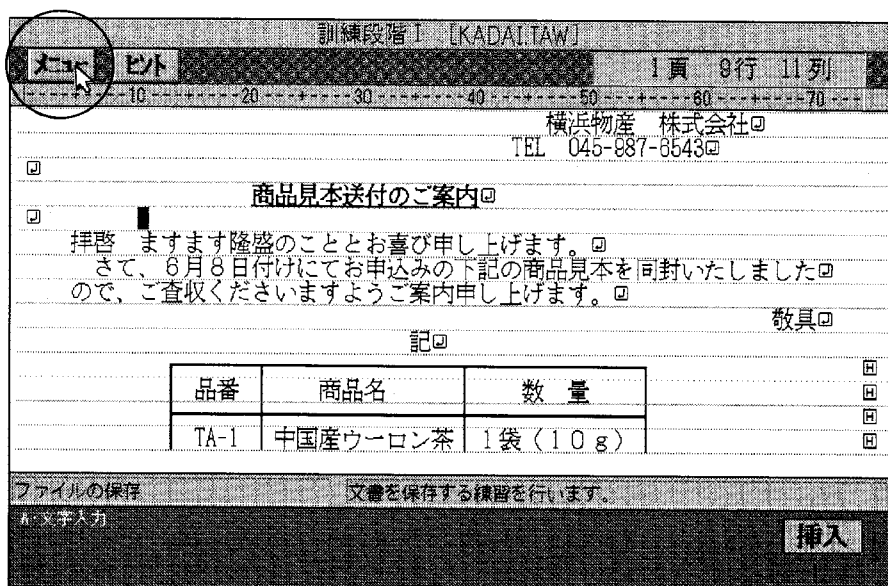 訓練段階Ⅰ [KADAI.TAW]
メニュー ヒント 1頁 9行 11列
----+----10----+----20----+----30----+----40----+----50----+----60----+----70---
横浜物産 株式会社
TEL 045-987-6543
商品見本送付のご案内
拝啓 ますます隆盛のこととお喜び申し上げます。
さて、6月8日付けにてお申込みの下記の商品見本を同封いたしました
ので、ご査収くださいますようご案内申し上げます。
敬具
記
品番 商品名 数 量
TA-1 中国産ウーロン茶 1袋(10g)
ファイルの保存 文書を保存する練習を行います。
A-文字入力
挿入